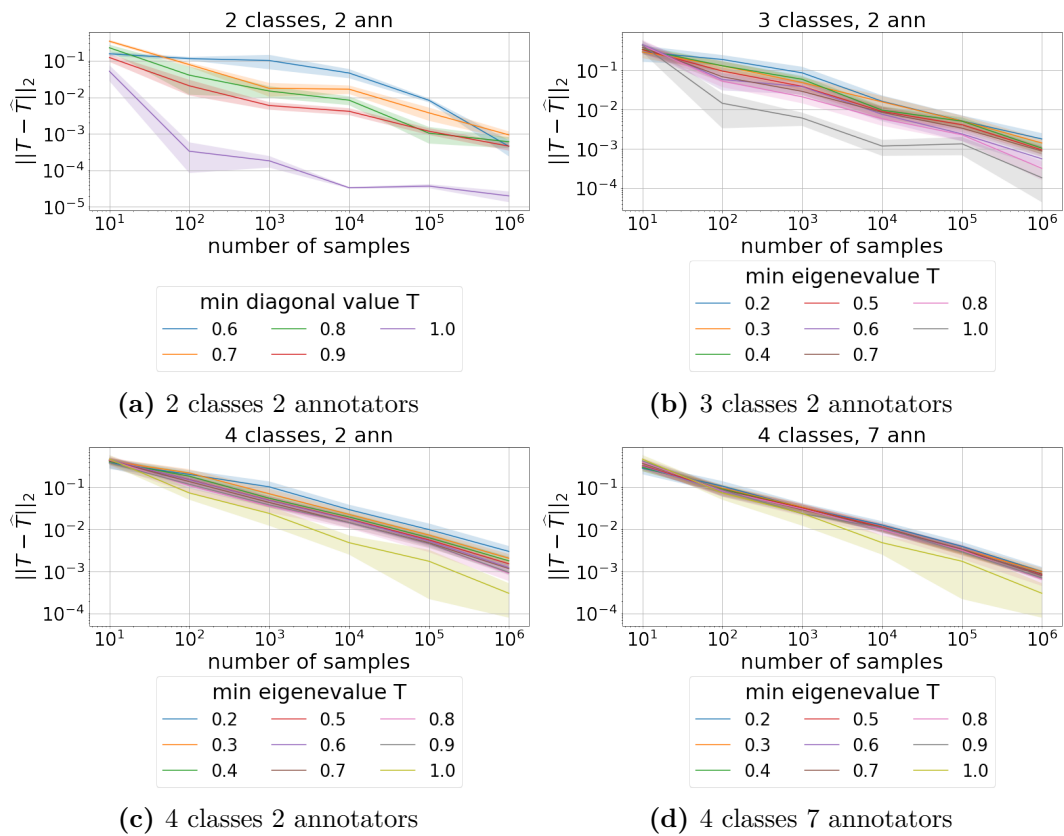 2 classes, 2 ann
||T − T̂||₂
10⁻¹
10⁻²
10⁻³
10⁻⁴
10⁻⁵
10¹ 10² 10³ 10⁴ 10⁵ 10⁶
number of samples
min diagonal value T
0.6 0.8 1.0
0.7 0.9
(a) 2 classes 2 annotators
3 classes, 2 ann
||T − T̂||₂
10⁻¹
10⁻²
10⁻³
10⁻⁴
10¹ 10² 10³ 10⁴ 10⁵ 10⁶
number of samples
min eigenevalue T
0.2 0.5 0.8
0.3 0.6 1.0
0.4 0.7
(b) 3 classes 2 annotators
4 classes, 2 ann
||T − T̂||₂
10⁻¹
10⁻²
10⁻³
10⁻⁴
10¹ 10² 10³ 10⁴ 10⁵ 10⁶
number of samples
min eigenevalue T
0.2 0.5 0.8
0.3 0.6 0.9
0.4 0.7 1.0
(c) 4 classes 2 annotators
4 classes, 7 ann
||T − T̂||₂
10⁻¹
10⁻²
10⁻³
10⁻⁴
10¹ 10² 10³ 10⁴ 10⁵ 10⁶
number of samples
min eigenevalue T
0.2 0.5 0.8
0.3 0.6 0.9
0.4 0.7 1.0
(d) 4 classes 7 annotators